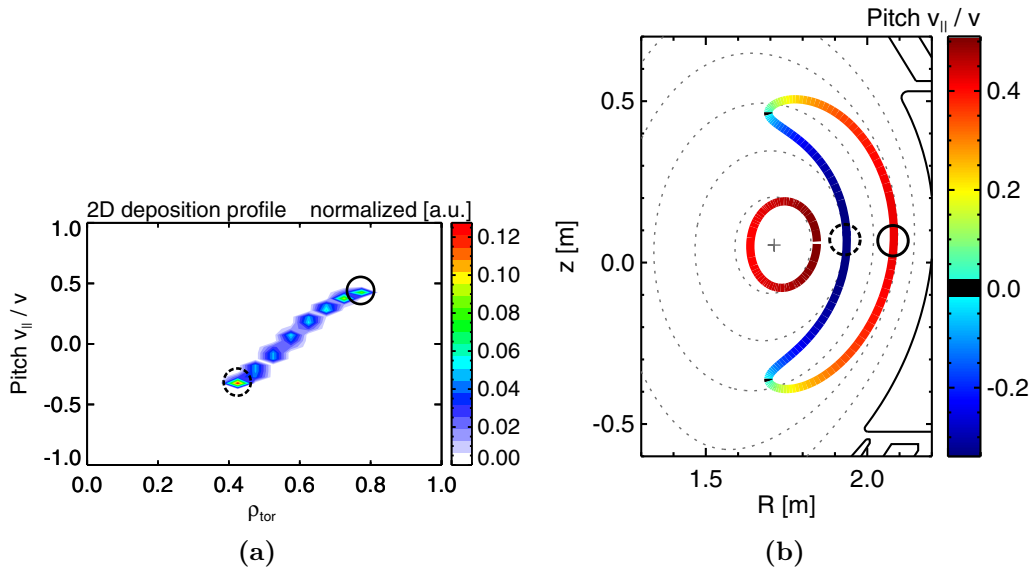 Pitch v|| / v
2D deposition profile normalized [a.u.]
Pitch v|| / v
1.0
0.5
0.0
-0.5
-1.0
0.0 0.2 0.4 0.6 0.8 1.0
ρtor
0.12
0.10
0.08
0.06
0.04
0.02
0.00
(a)
z [m]
0.5
0.0
-0.5
1.5 2.0
R [m]
0.4
0.2
0.0
-0.2
(b)